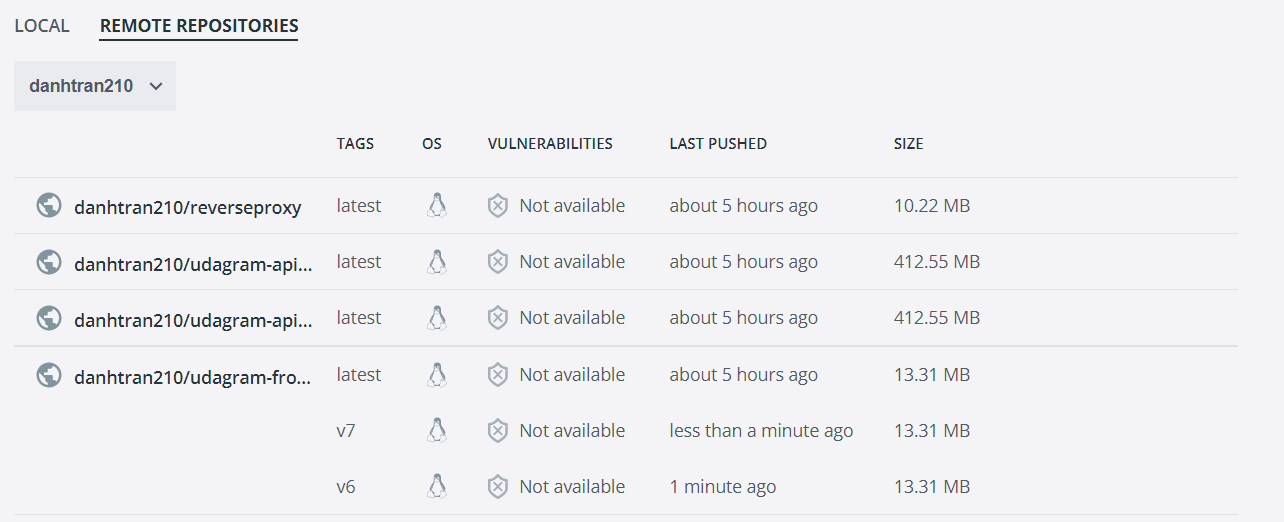 LOCAL REMOTE REPOSITORIES
danhtran210
TAGS OS VULNERABILITIES LAST PUSHED SIZE
danhtran210/reverseproxy latest Not available about 5 hours ago 10.22 MB
danhtran210/udagram-api... latest Not available about 5 hours ago 412.55 MB
danhtran210/udagram-api... latest Not available about 5 hours ago 412.55 MB
danhtran210/udagram-fro... latest Not available about 5 hours ago 13.31 MB
v7 Not available less than a minute ago 13.31 MB
v6 Not available 1 minute ago 13.31 MB